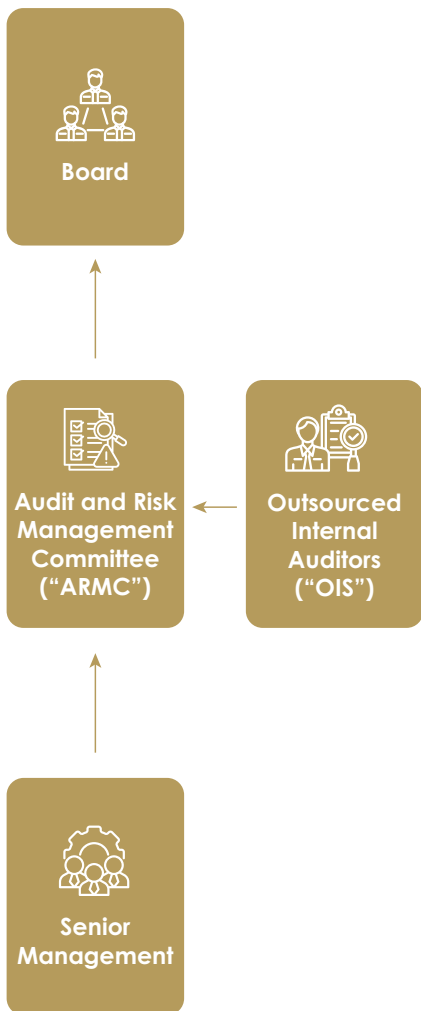 Board
Audit and Risk
Management
Committee
(“ARMC”)
Outsourced
Internal
Auditors
(“OIS”)
Senior
Management